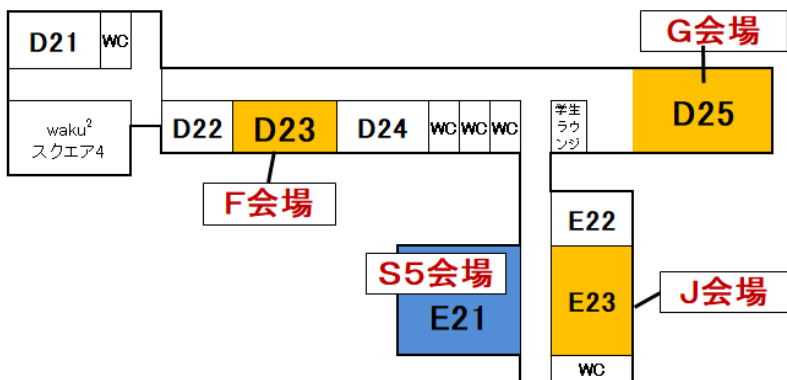 G会場
D21
WC
waku²
スクエア4
D22
D23
D24
WC
WC
WC
学生
ラウ
ンジ
D25
F会場
E22
S5会場
E21
E23
J会場
WC